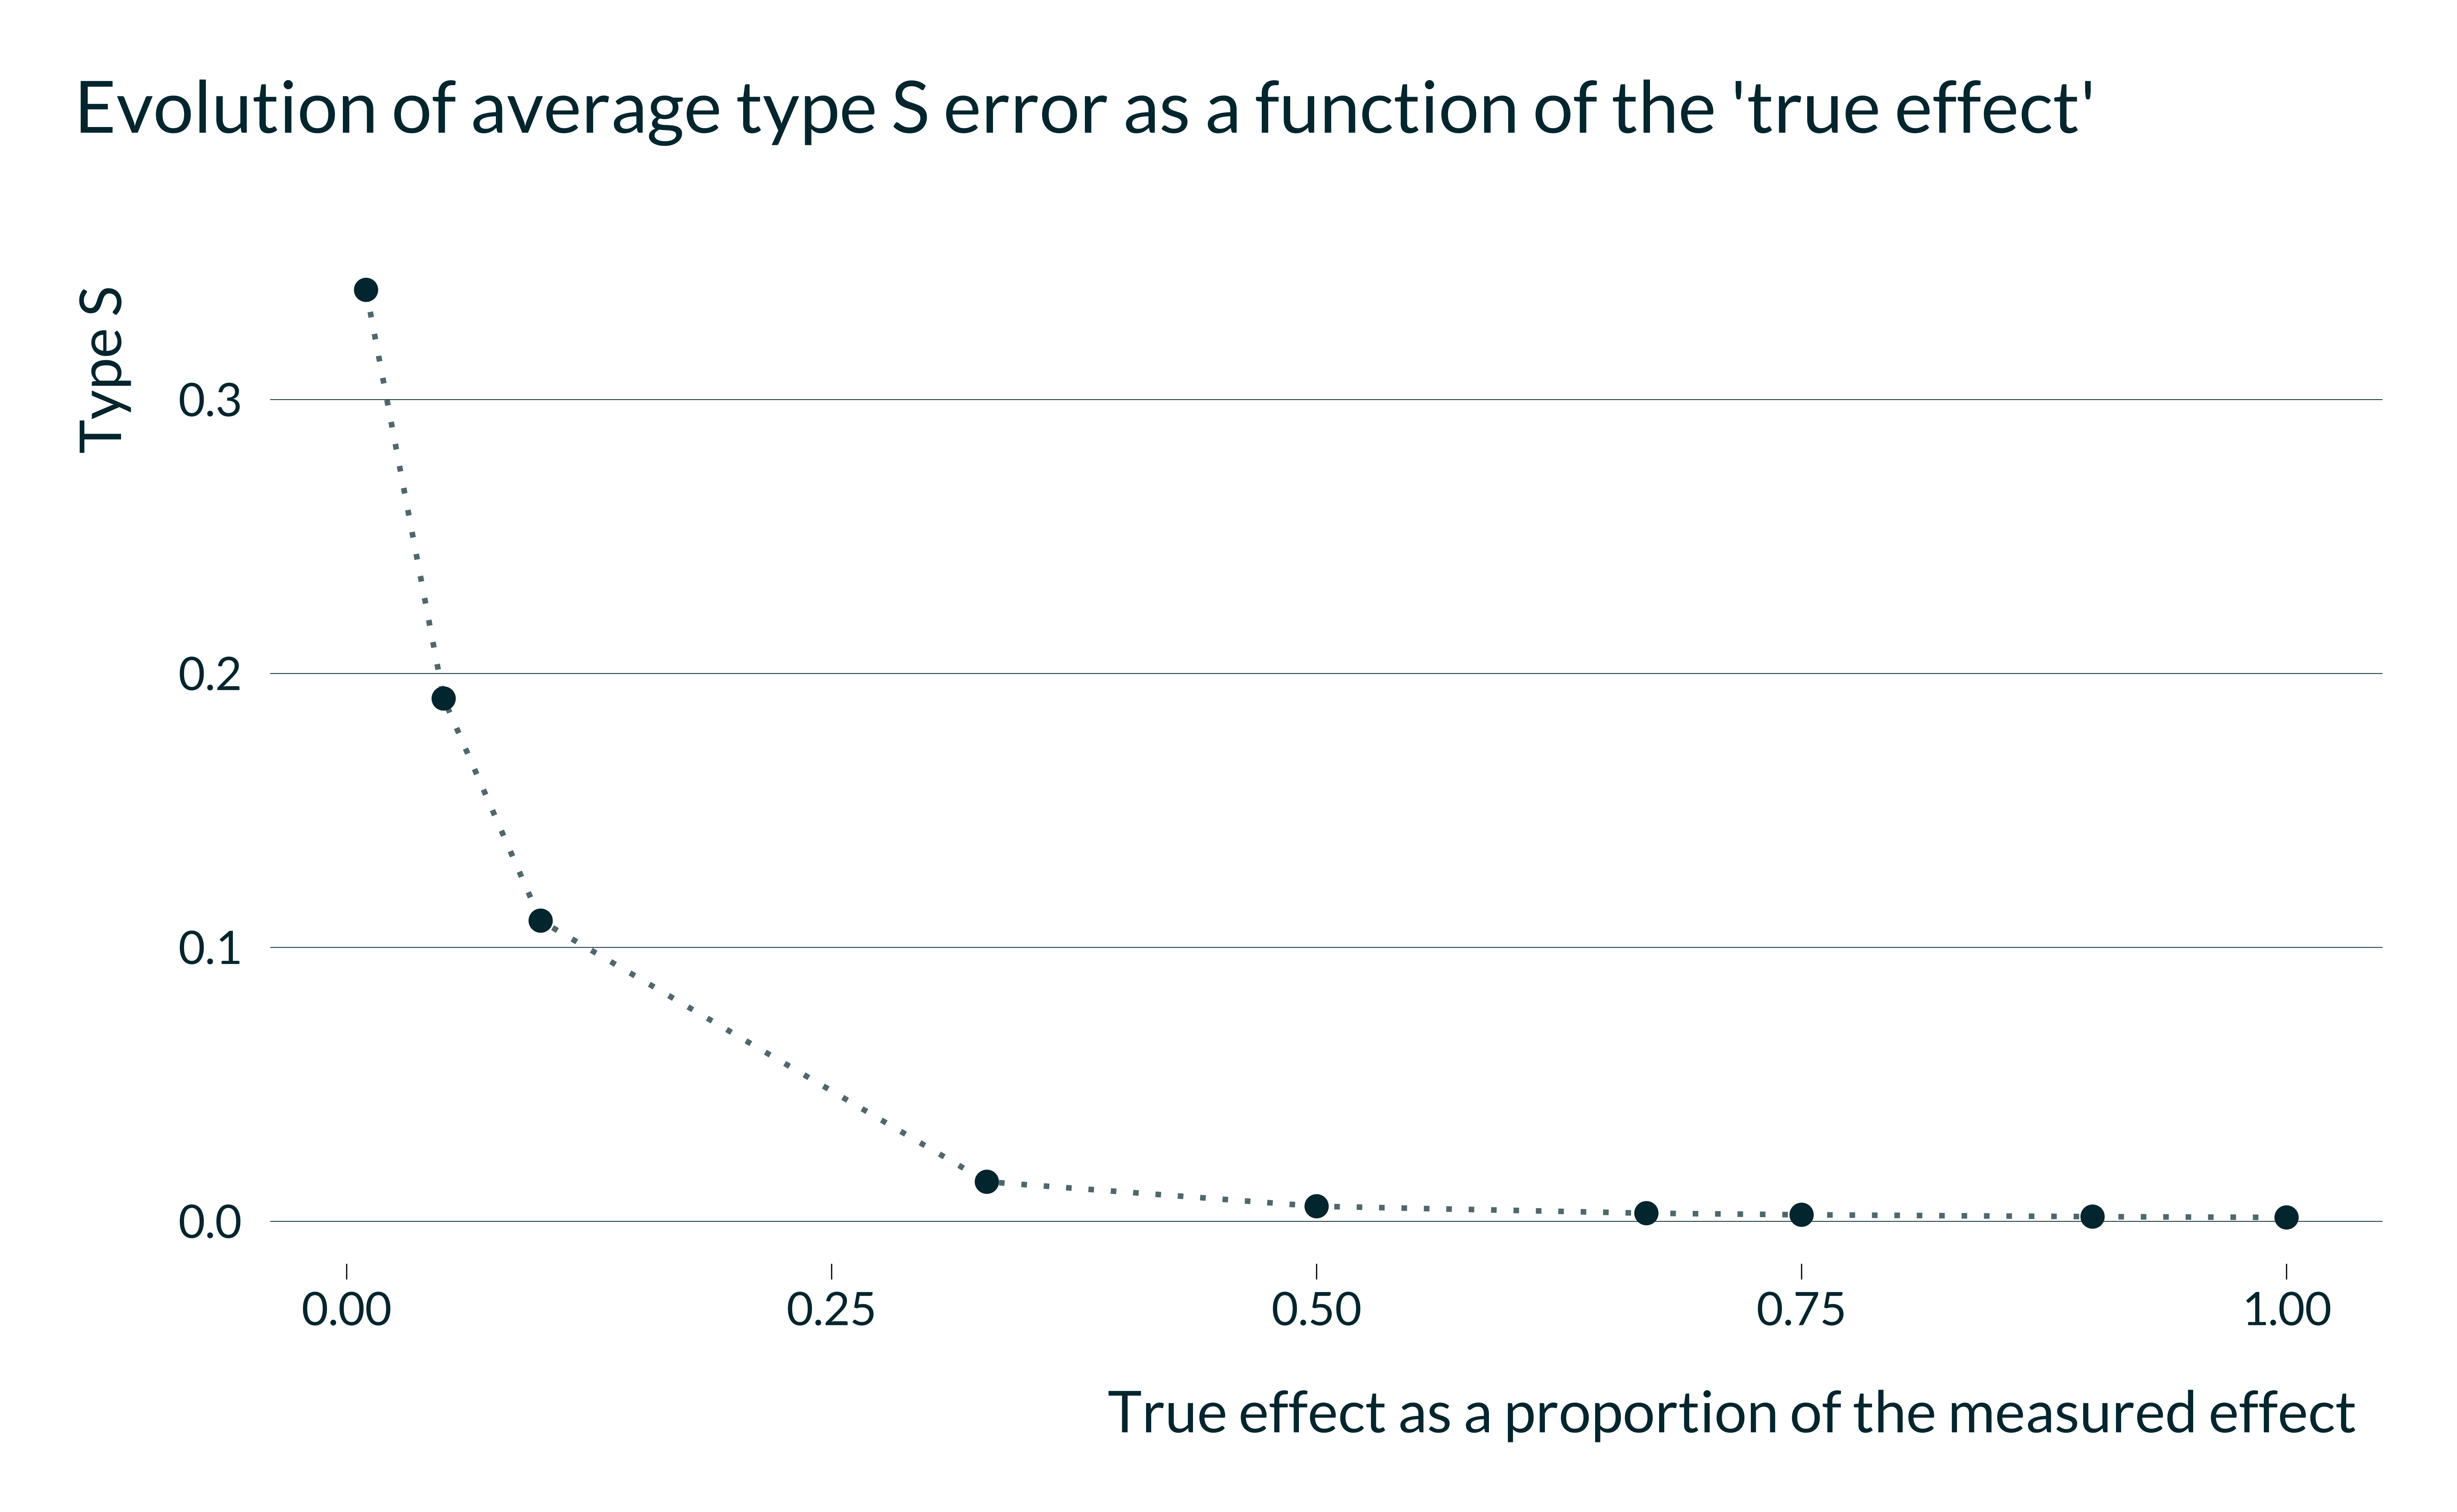 Evolution of average type S error as a function of the 'true effect'
Type S
0.3
0.2
0.1
0.0
0.00 0.25 0.50 0.75 1.00
True effect as a proportion of the measured effect